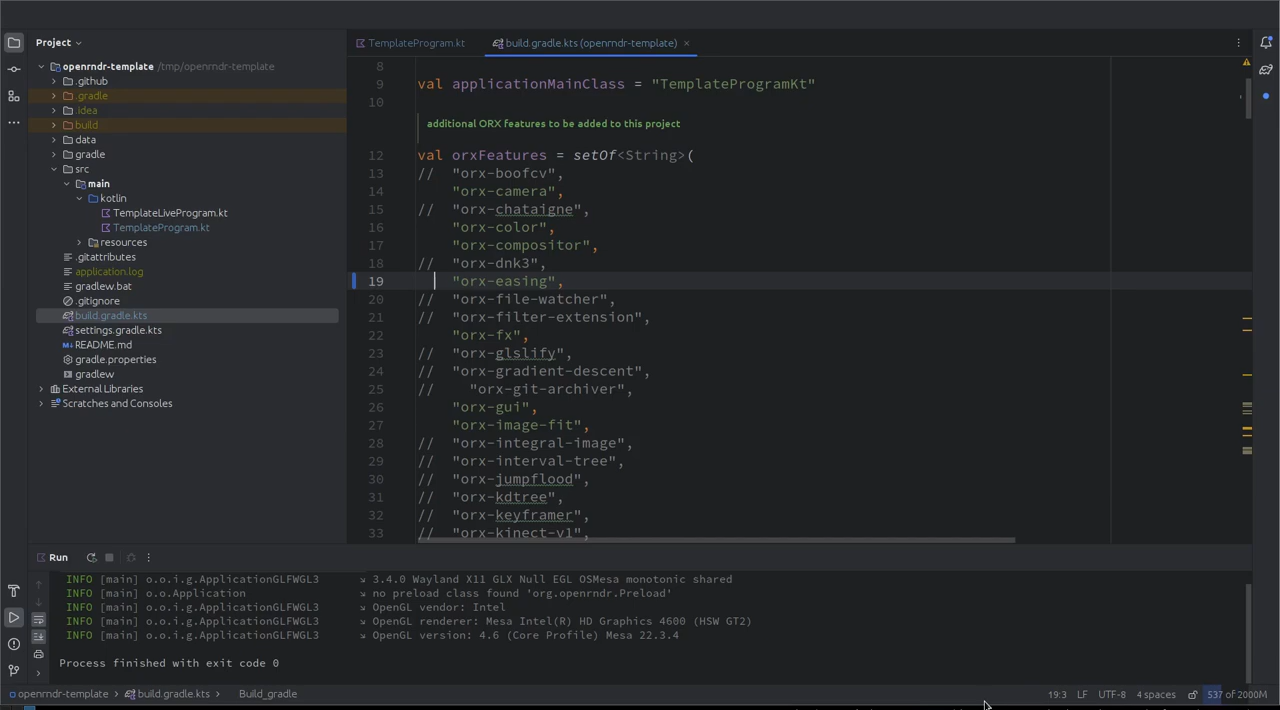 Project
openrndr-template /tmp/openrndr-template
.github
.gradle
.idea
build
data
gradle
src
main
kotlin
TemplateLiveProgram.kt
TemplateProgram.kt
resources
.gitattributes
application.log
gradlew.bat
.gitignore
build.gradle.kts
settings.gradle.kts
README.md
gradle.properties
gradlew
External Libraries
Scratches and Consoles
TemplateProgram.kt
build.gradle.kts (openrndr-template)
8
9 val applicationMainClass = "TemplateProgramKt"
10
additional ORX features to be added to this project
12 val orxFeatures = setOf<String>(
13 // "orx-boofcv",
14 "orx-camera",
15 // "orx-chataigne",
16 "orx-color",
17 "orx-compositor",
18 // "orx-dnk3",
19 "orx-easing",
20 // "orx-file-watcher",
21 // "orx-filter-extension",
22 "orx-fx",
23 // "orx-glslify",
24 // "orx-gradient-descent",
25 // "orx-git-archiver",
26 "orx-gui",
27 "orx-image-fit",
28 // "orx-integral-image",
29 // "orx-interval-tree",
30 // "orx-jumpflood",
31 // "orx-kdtree",
32 // "orx-keyframer",
33 // "orx-kinect-v1",
Run
INFO [main] o.o.i.g.ApplicationGLFWGL3 ↘ 3.4.0 Wayland X11 GLX Null EGL OSMesa monotonic shared
INFO [main] o.o.Application ↘ no preload class found 'org.openrndr.Preload'
INFO [main] o.o.i.g.ApplicationGLFWGL3 ↘ OpenGL vendor: Intel
INFO [main] o.o.i.g.ApplicationGLFWGL3 ↘ OpenGL renderer: Mesa Intel(R) HD Graphics 4600 (HSW GT2)
INFO [main] o.o.i.g.ApplicationGLFWGL3 ↘ OpenGL version: 4.6 (Core Profile) Mesa 22.3.4
Process finished with exit code 0
openrndr-template > build.gradle.kts > Build_gradle
19:3 LF UTF-8 4 spaces 537 of 2000M